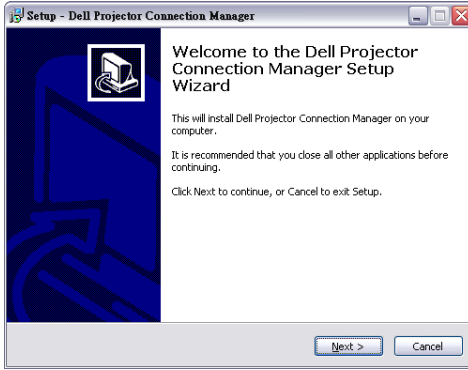 Setup - Dell Projector Connection Manager
Welcome to the Dell Projector
Connection Manager Setup
Wizard
This will install Dell Projector Connection Manager on your
computer.
It is recommended that you close all other applications before
continuing.
Click Next to continue, or Cancel to exit Setup.
Next >
Cancel